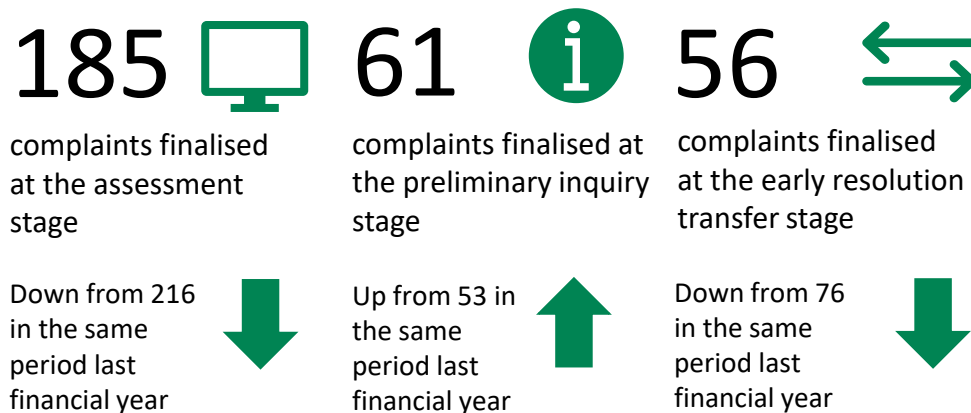 185
complaints finalised
at the assessment
stage
Down from 216
in the same
period last
financial year
61
i
complaints finalised at
the preliminary inquiry
stage
Up from 53 in
the same
period last
financial year
56
complaints finalised
at the early resolution
transfer stage
Down from 76
in the same
period last
financial year